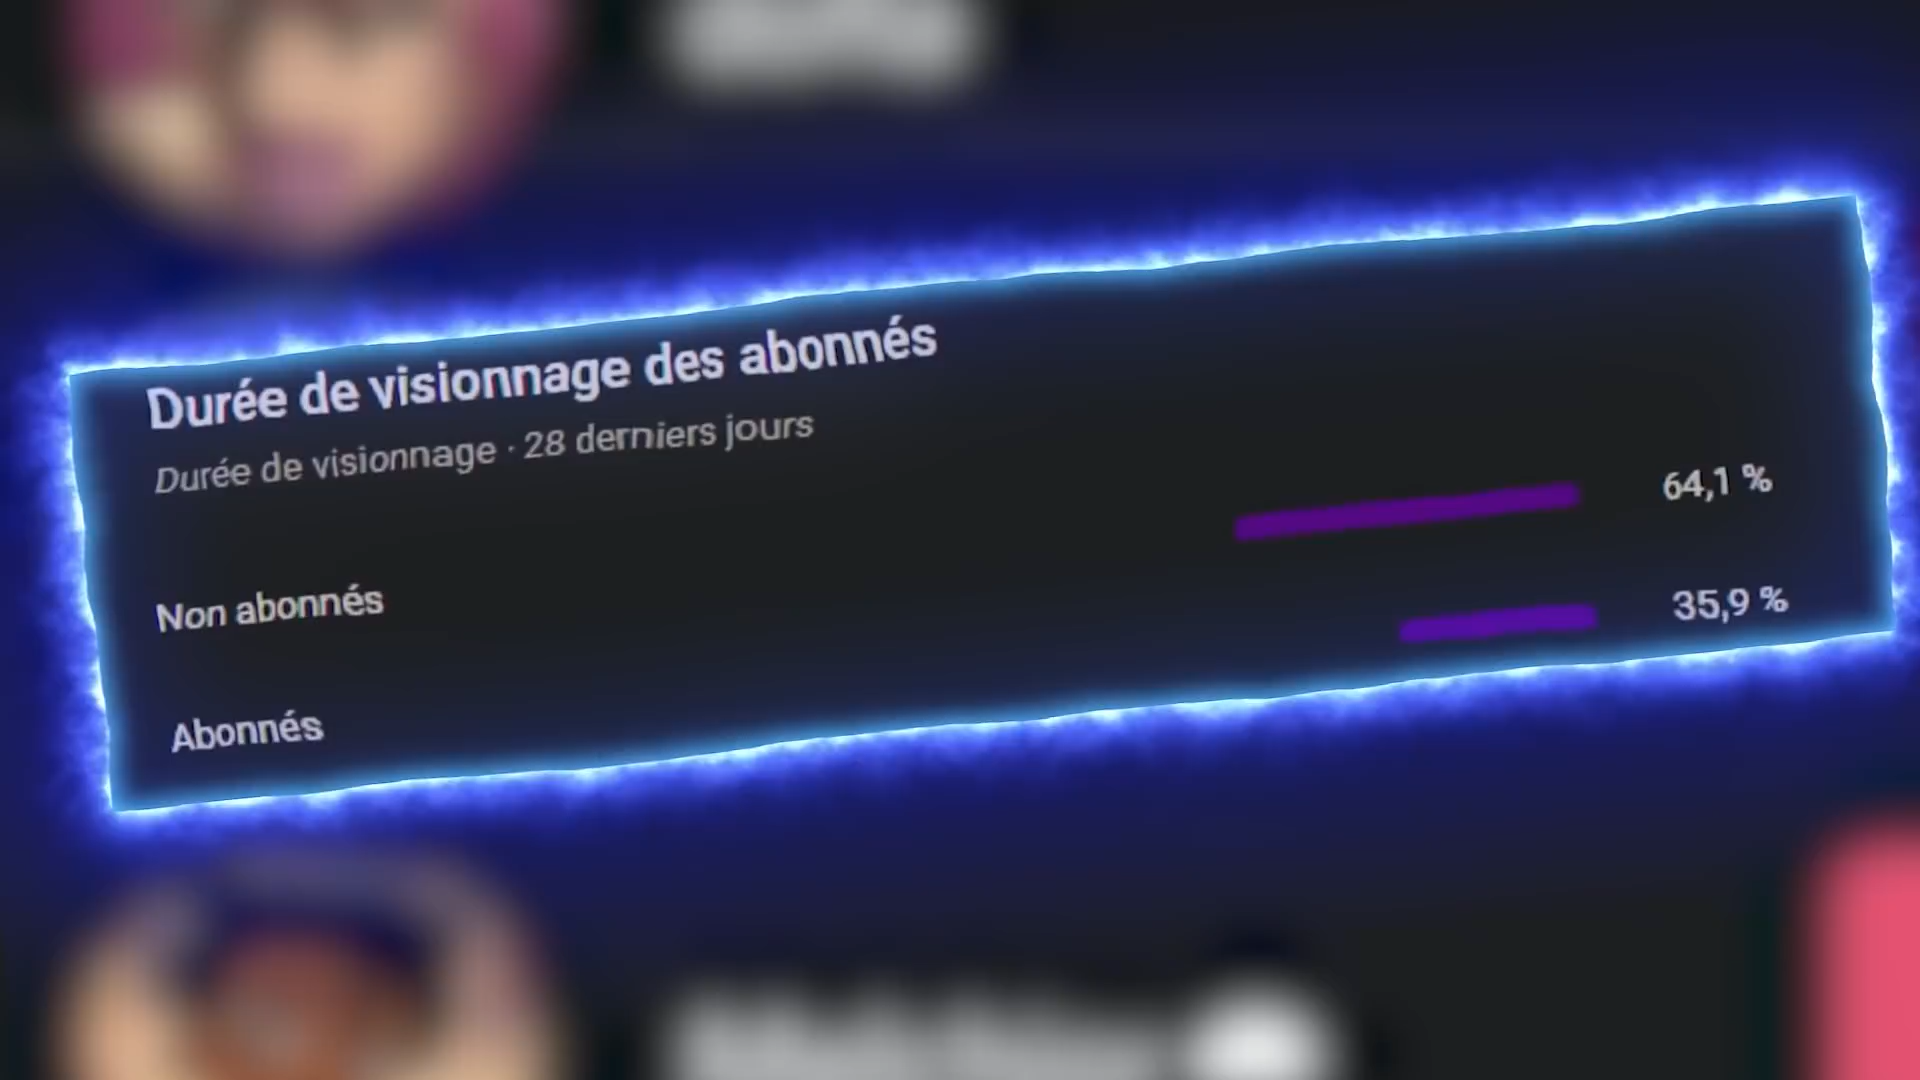 Durée de visionnage des abonnés
Durée de visionnage · 28 derniers jours
Non abonnés 64,1 %
Abonnés 35,9 %